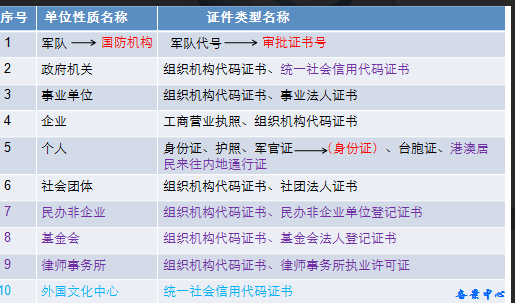 序号 单位性质名称 证件类型名称
1 军队 国防机构 军队代号 审批证书号
2 政府机关 组织机构代码证书、统一社会信用代码证书
3 事业单位 组织机构代码证书、事业法人证书
4 企业 工商营业执照、组织机构代码证书
5 个人 身份证、护照、军官证 (身份证)、台胞证、港澳居
民来往内地通行证
6 社会团体 组织机构代码证书、社团法人证书
7 民办非企业 组织机构代码证书、民办非企业单位登记证书
8 基金会 组织机构代码证书、基金会法人登记证书
9 律师事务所 组织机构代码证书、律师事务所执业许可证
10 外国文化中心 统一社会信用代码证书
备案中心